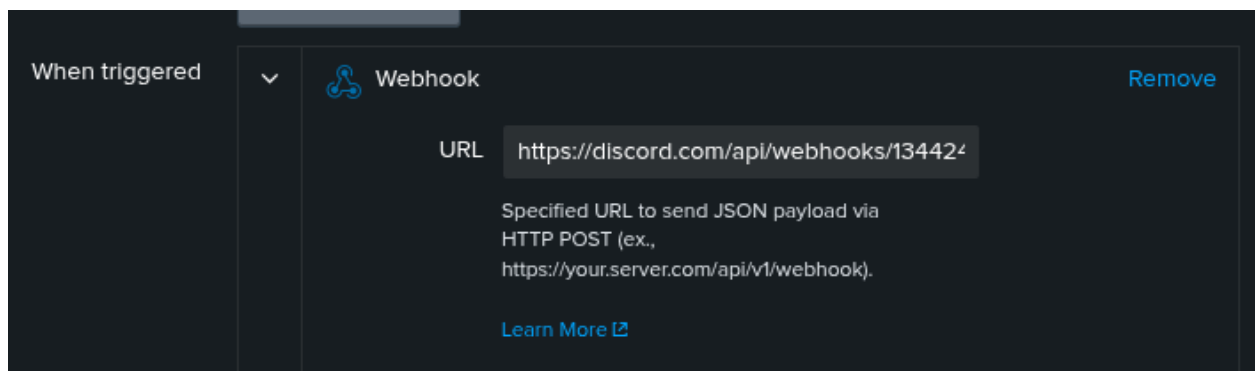 When triggered
Webhook
Remove
URL
https://discord.com/api/webhooks/134424
Specified URL to send JSON payload via
HTTP POST (ex.,
https://your.server.com/api/v1/webhook).
Learn More